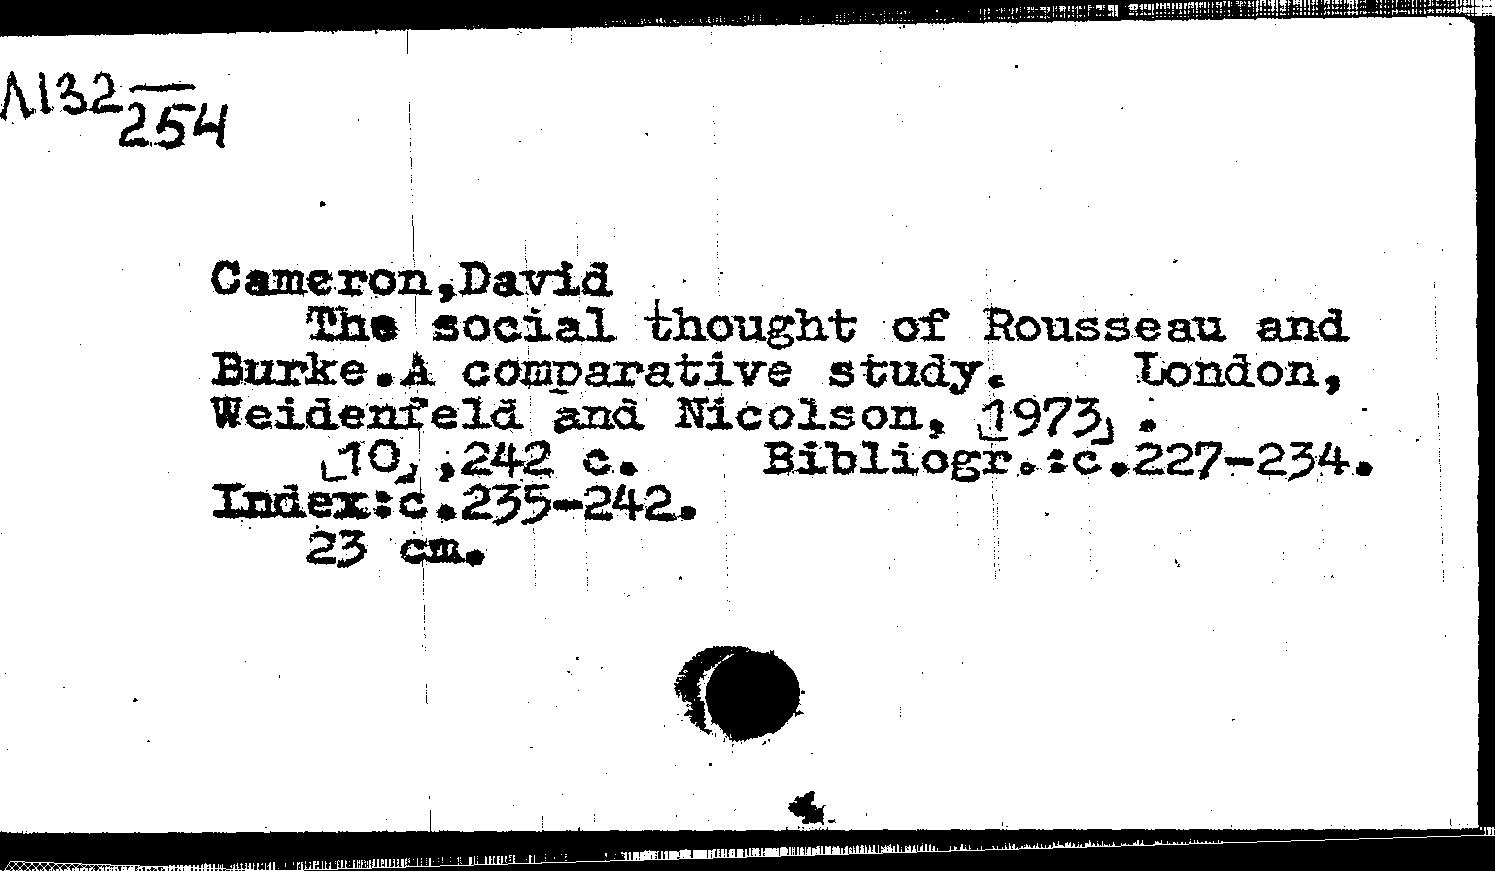 Л132 —
254
Cameron,David
The social thought of Rousseau and
Burke.A comparative study. London,
Weidenfeld and Nicolson, [1973] .
[10] ,242 c. Bibliogr.:c.227-234.
Index:c.235-242.
23 cm.